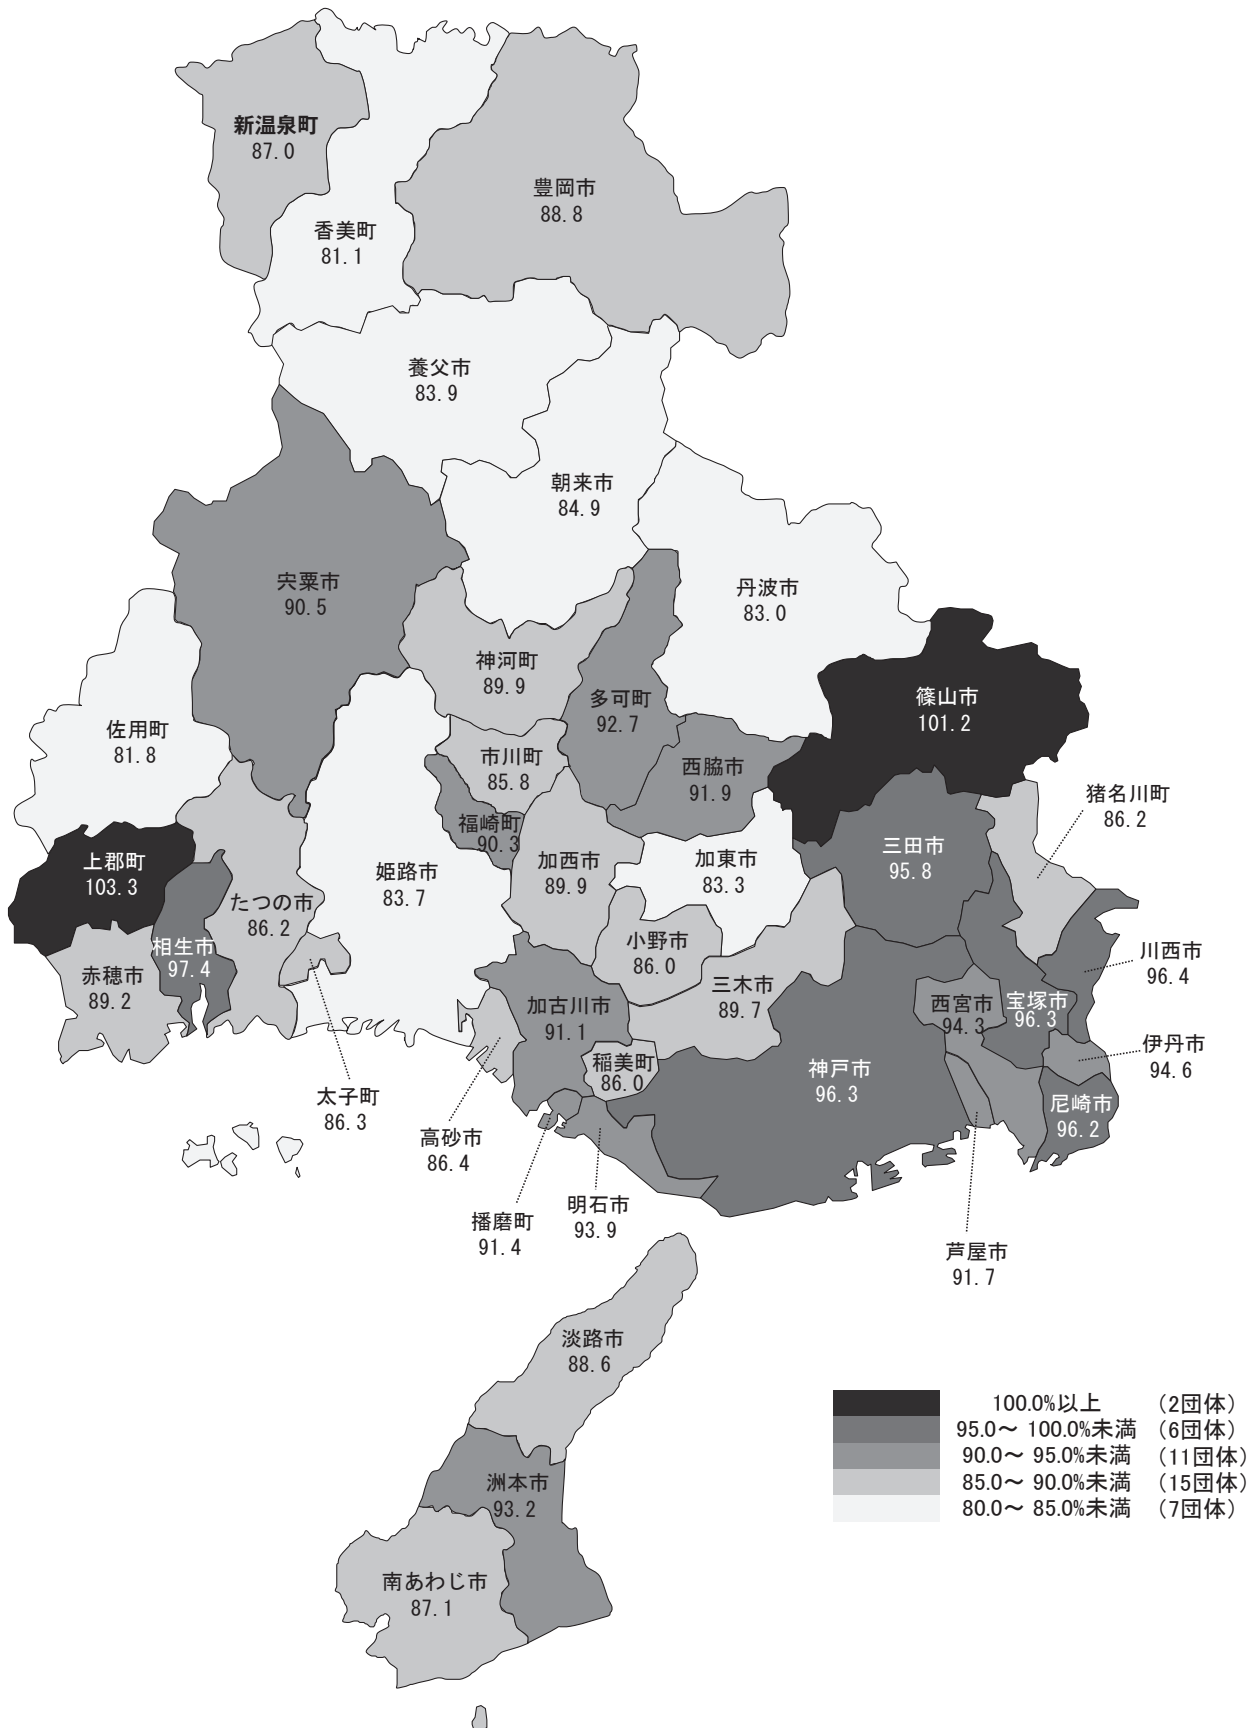 新温泉町
87.0
豊岡市
88.8
香美町
81.1
養父市
83.9
朝来市
84.9
宍粟市
90.5
丹波市
83.0
神河町
89.9
多可町
92.7
篠山市
101.2
佐用町
81.8
市川町
85.8
西脇市
91.9
猪名川町
86.2
福崎町
90.3
上郡町
103.3
姫路市
83.7
加西市
89.9
加東市
83.3
三田市
95.8
たつの市
86.2
相生市
97.4
赤穂市
89.2
小野市
86.0
三木市
89.7
川西市
96.4
加古川市
91.1
西宮市
94.3
宝塚市
96.3
伊丹市
94.6
稲美町
86.0
神戸市
96.3
尼崎市
96.2
太子町
86.3
高砂市
86.4
播磨町
91.4
明石市
93.9
芦屋市
91.7
淡路市
88.6
洲本市
93.2
南あわじ市
87.1
100.0%以上 (2団体)
95.0～ 100.0%未満 (6団体)
90.0～ 95.0%未満 (11団体)
85.0～ 90.0%未満 (15団体)
80.0～ 85.0%未満 (7団体)